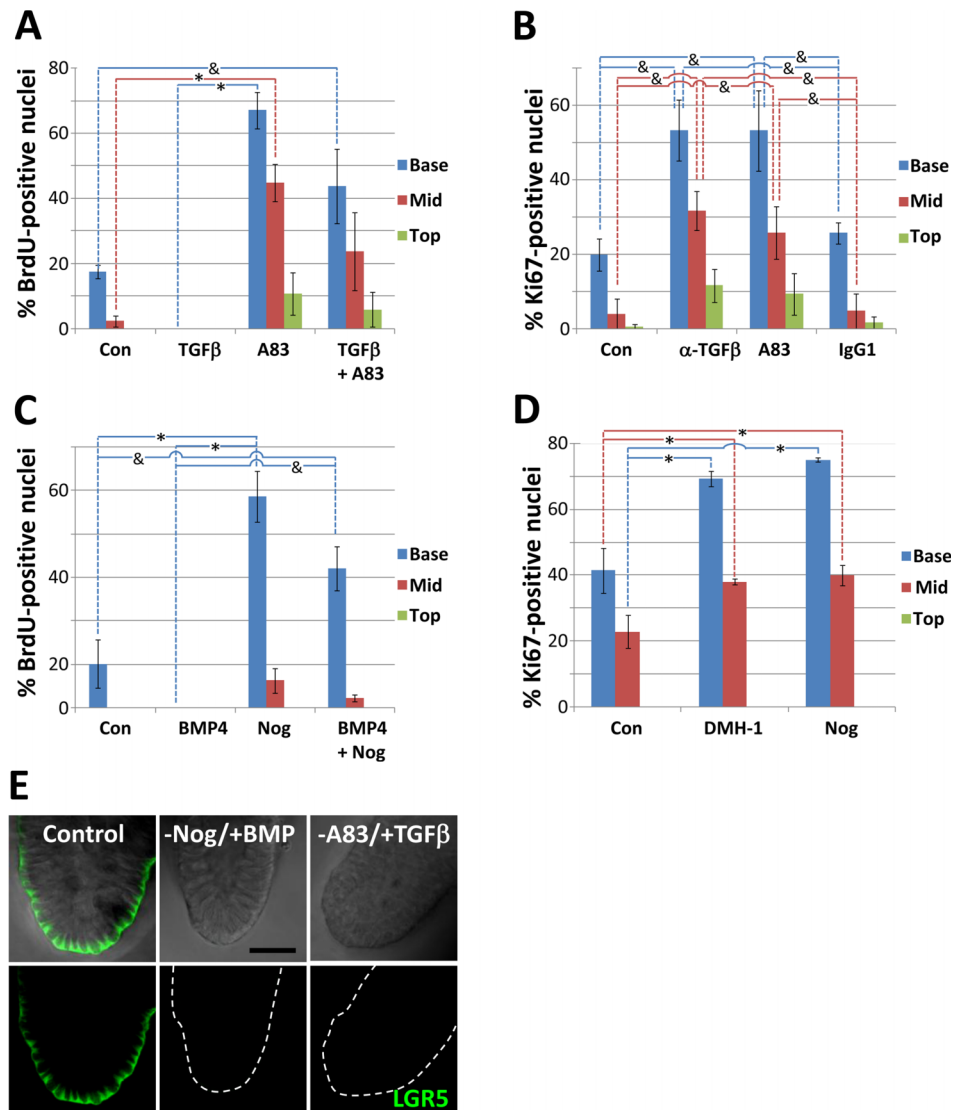 A
% BrdU-positive nuclei
80
60
40
20
0
&
*
*
Base
Mid
Top
Con
TGFβ
A83
TGFβ
+ A83
B
% Ki67-positive nuclei
60
40
20
0
&
&
&
&
&
&
&
&
&
Base
Mid
Top
Con
α-TGFβ
A83
IgG1
C
% BrdU-positive nuclei
60
40
20
0
*
*
&
&
Base
Mid
Top
Con
BMP4
Nog
BMP4
+ Nog
D
% Ki67-positive nuclei
80
60
40
20
0
*
*
*
*
Base
Mid
Top
Con
DMH-1
Nog
E
Control
-Nog/+BMP
-A83/+TGFβ
LGR5